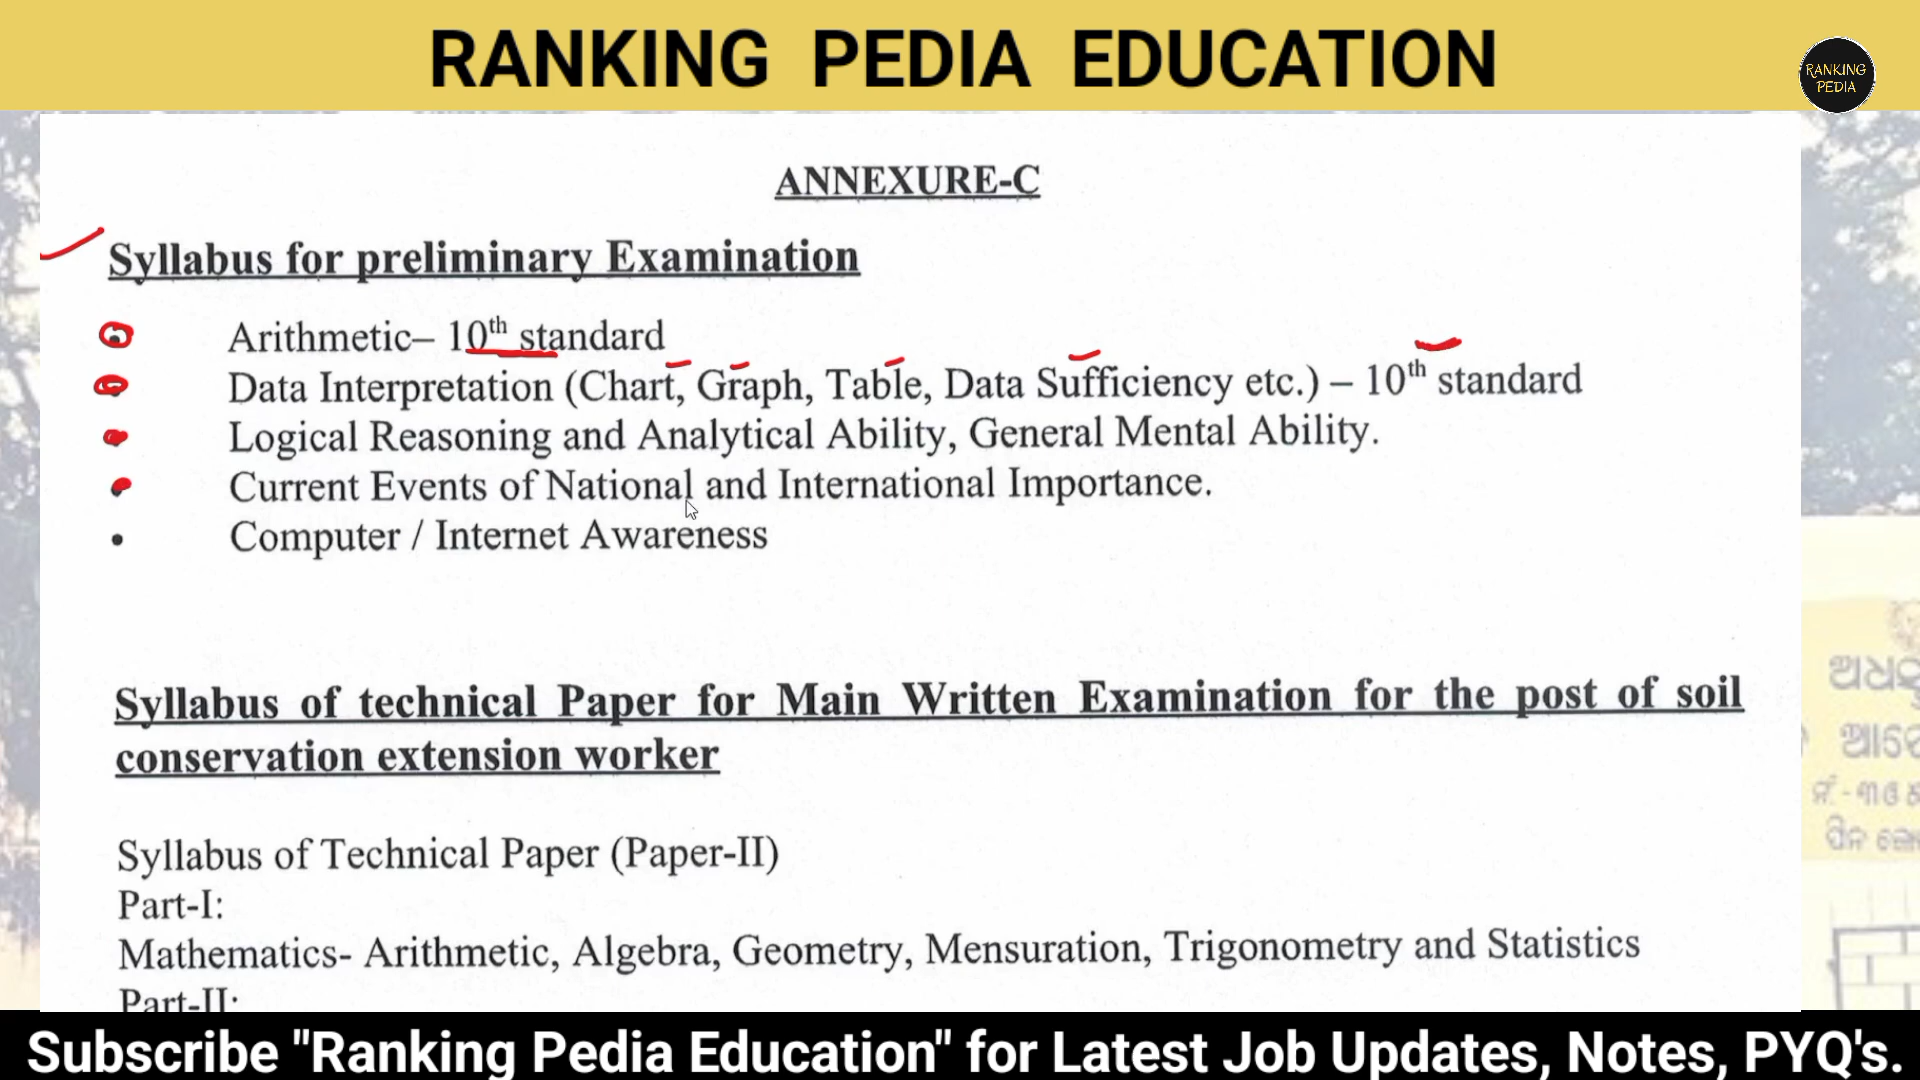 RANKING PEDIA EDUCATION
RANKING
PEDIA
ANNEXURE-C
Syllabus for preliminary Examination
• Arithmetic– 10th standard
• Data Interpretation (Chart, Graph, Table, Data Sufficiency etc.) – 10th standard
• Logical Reasoning and Analytical Ability, General Mental Ability.
• Current Events of National and International Importance.
• Computer / Internet Awareness
Syllabus of technical Paper for Main Written Examination for the post of soil
conservation extension worker
Syllabus of Technical Paper (Paper-II)
Part-I:
Mathematics- Arithmetic, Algebra, Geometry, Mensuration, Trigonometry and Statistics
Part-II:
Subscribe "Ranking Pedia Education" for Latest Job Updates, Notes, PYQ's.